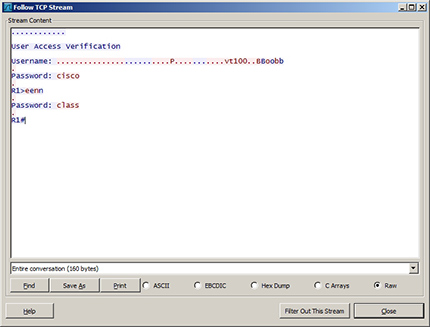 Follow TCP Stream
Stream Content
............
User Access Verification
Username: ..........................P...........vt100..BBoobb
.
Password: cisco
.
R1>eenn
.
Password: class
.
R1#
Entire conversation (160 bytes)
Find Save As Print ASCII EBCDIC Hex Dump C Arrays Raw
Help Filter Out This Stream Close